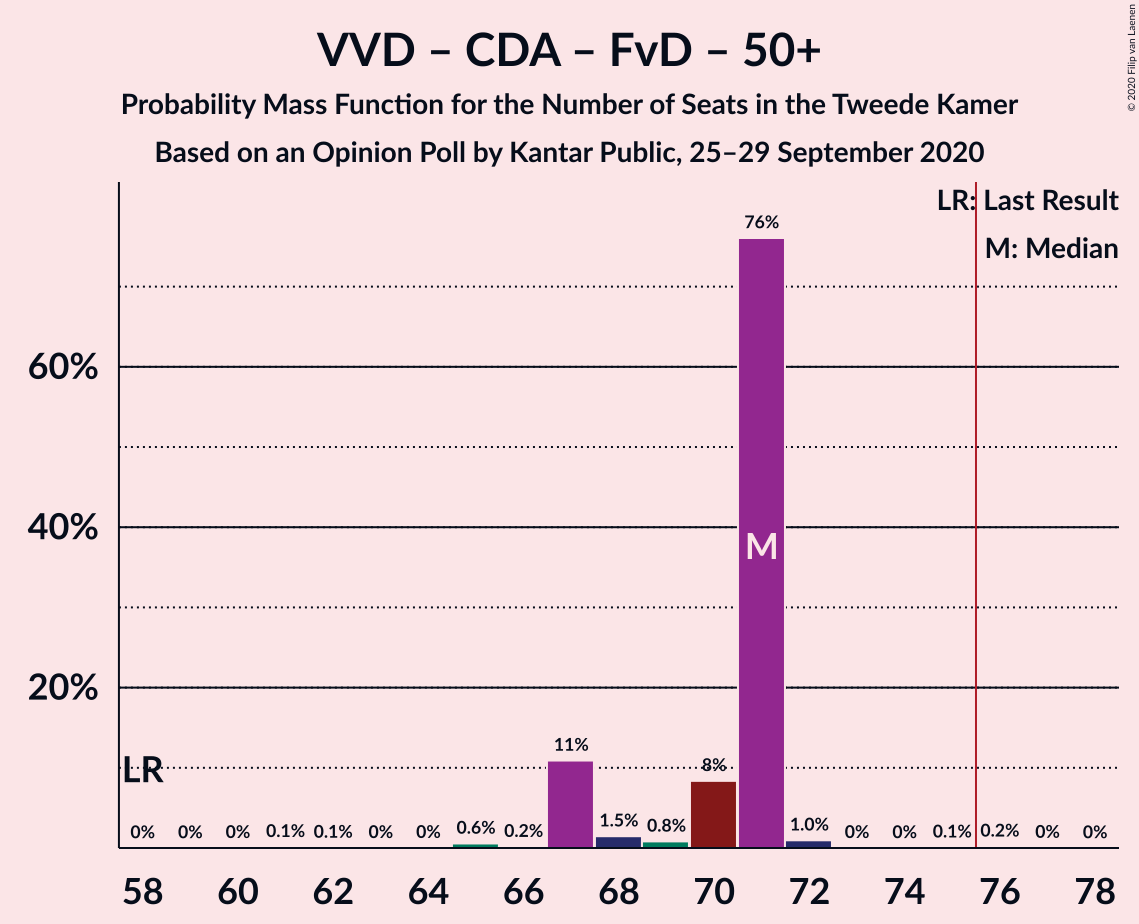 VVD – CDA – FvD – 50+
Probability Mass Function for the Number of Seats in the Tweede Kamer
Based on an Opinion Poll by Kantar Public, 25–29 September 2020
© 2020 Filip van Laenen
LR: Last Result
M: Median
76%
60%
40%
M
20%
LR
0% 0% 0% 0.1% 0.1% 0% 0% 0.6% 0.2% 11% 1.5% 0.8% 8% 1.0% 0% 0% 0.1% 0.2% 0% 0%
58 60 62 64 66 68 70 72 74 76 78